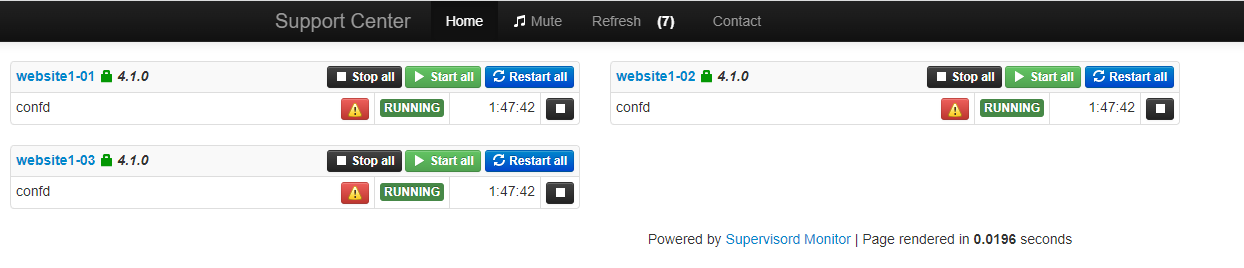 Support Center Home Mute Refresh (7) Contact
website1-01 4.1.0 Stop all Start all Restart all
confd RUNNING 1:47:42
website1-02 4.1.0 Stop all Start all Restart all
confd RUNNING 1:47:42
website1-03 4.1.0 Stop all Start all Restart all
confd RUNNING 1:47:42
Powered by Supervisord Monitor | Page rendered in 0.0196 seconds